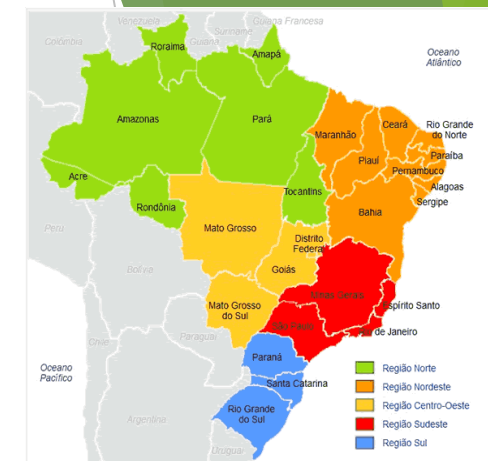 Venezuela
Guiana Francesa
Suriname
Guiana
Colômbia
Roraima
Amapá
Oceano
Atlântico
Amazonas
Pará
Maranhão
Ceará
Rio Grande
do Norte
Piauí
Paraíba
Pernambuco
Acre
Alagoas
Tocantins
Sergipe
Rondônia
Bahia
Peru
Mato Grosso
Distrito
Federal
Bolívia
Goiás
Minas Gerais
Mato Grosso
do Sul
Espírito Santo
São Paulo
Rio de Janeiro
Paraguai
Chile
Paraná
Oceano
Pacífico
Santa Catarina
Rio Grande
do Sul
Argentina
Uruguai
Região Norte
Região Nordeste
Região Centro-Oeste
Região Sudeste
Região Sul